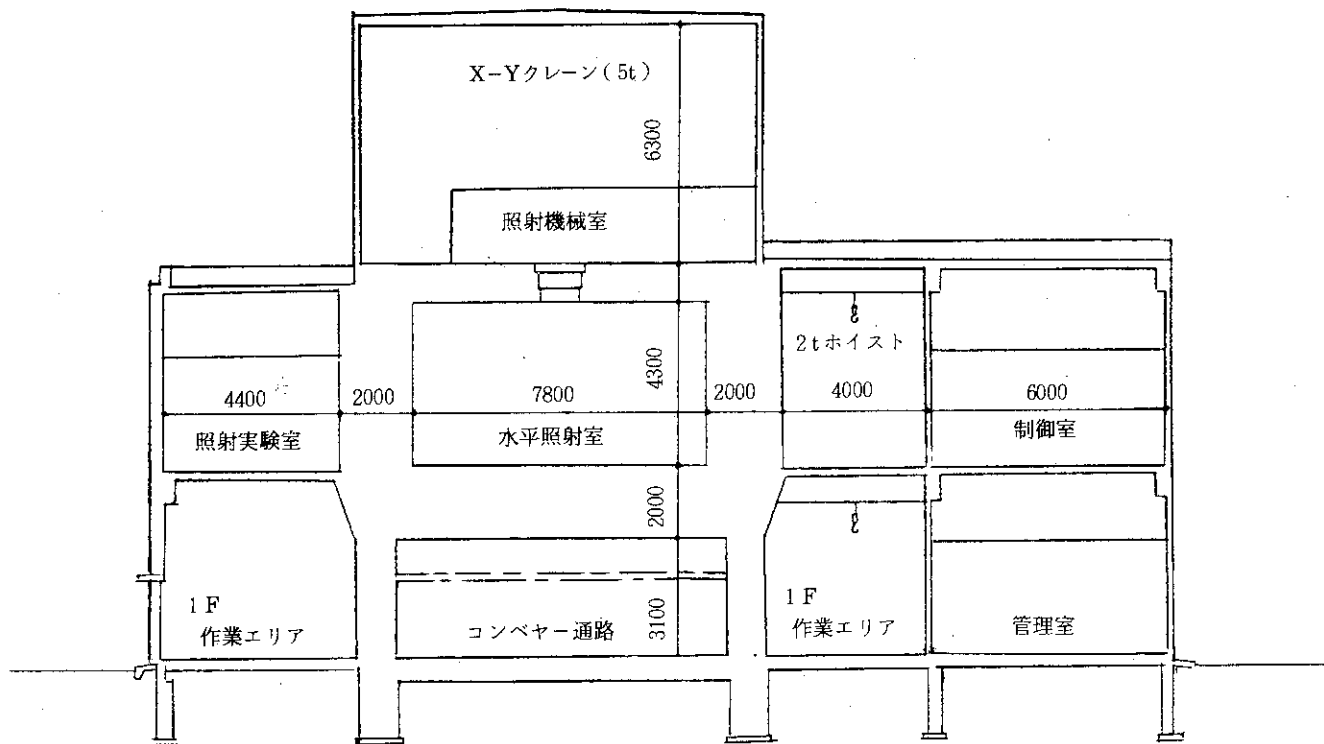 X-Yクレーン(5t)
6300
照射機械室
2tホイスト
4300
4400
2000
7800
2000
4000
6000
照射実験室
水平照射室
制御室
2000
1F
作業エリア
コンベヤー通路
3100
1F
作業エリア
管理室